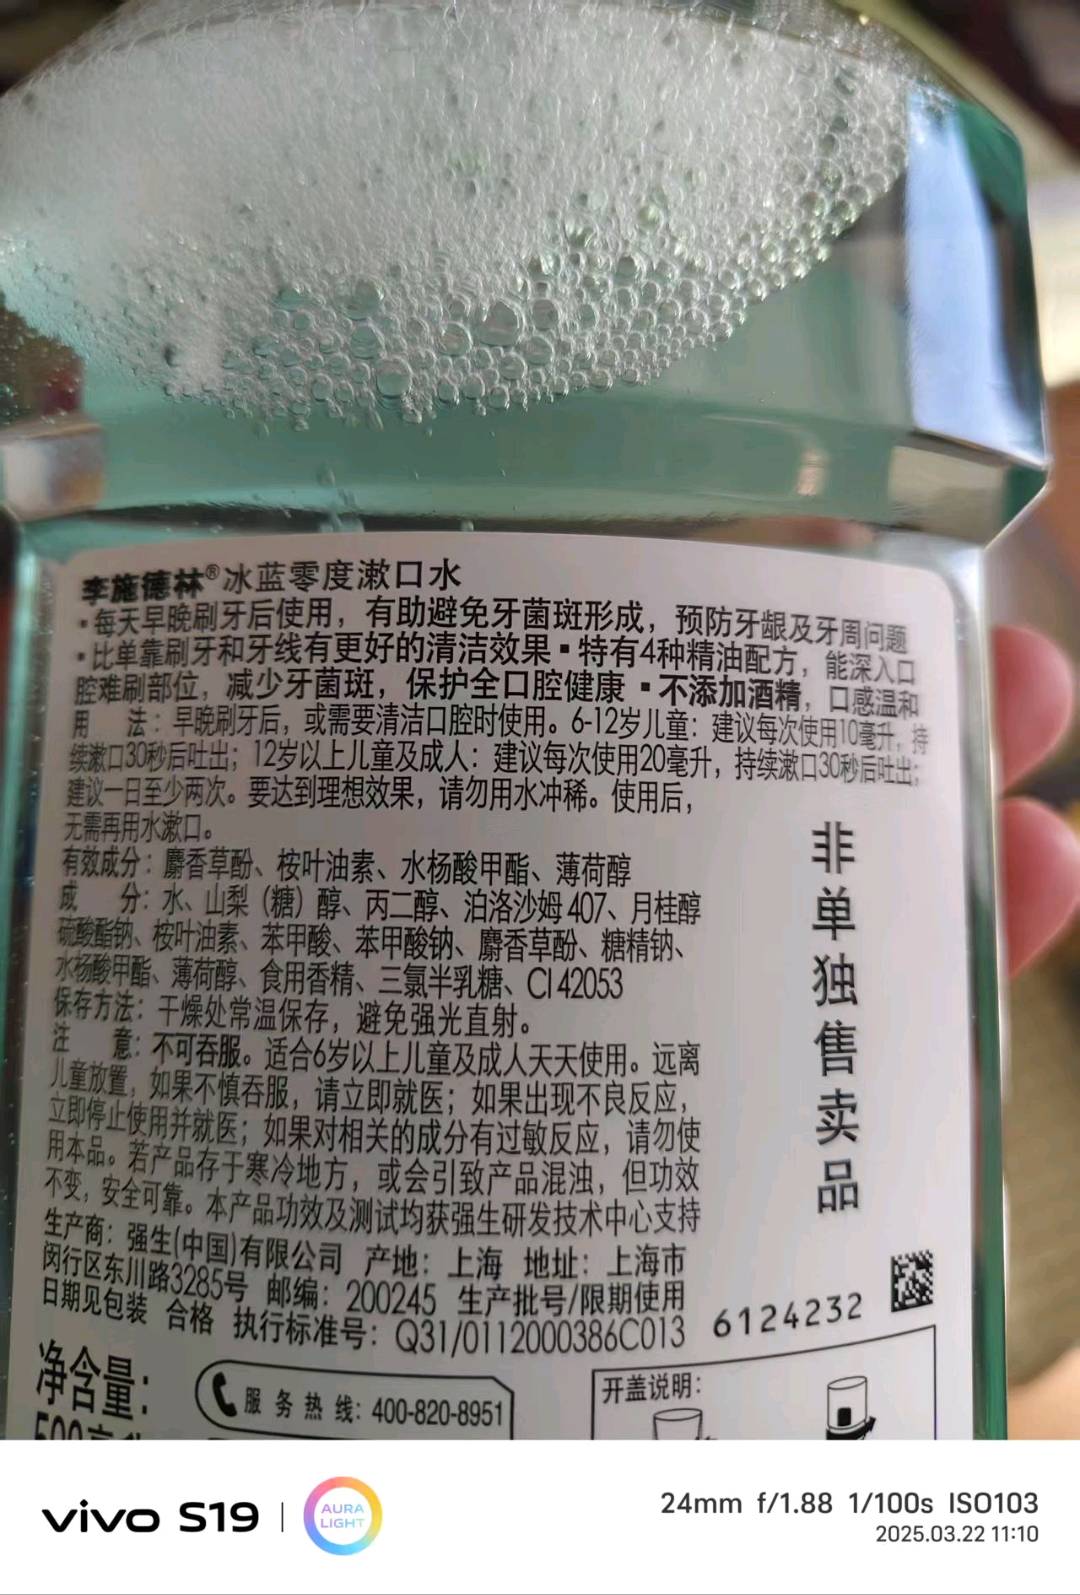 李施德林®冰蓝零度漱口水
▪每天早晚刷牙后使用，有助避免牙菌斑形成，预防牙龈及牙周问题
▪比单靠刷牙和牙线有更好的清洁效果▪特有4种精油配方，能深入口
腔难刷部位，减少牙菌斑，保护全口腔健康▪不添加酒精，口感温和
用 法：早晚刷牙后，或需要清洁口腔时使用。6-12岁儿童：建议每次使用10毫升，持
续漱口30秒后吐出；12岁以上儿童及成人：建议每次使用20毫升，持续漱口30秒后吐出；
建议一日至少两次。要达到理想效果，请勿用水冲稀。使用后，
无需再用水漱口。
有效成分：麝香草酚、桉叶油素、水杨酸甲酯、薄荷醇
成 分：水、山梨（糖）醇、丙二醇、泊洛沙姆407、月桂醇
硫酸酯钠、桉叶油素、苯甲酸、苯甲酸钠、麝香草酚、糖精钠、
水杨酸甲酯、薄荷醇、食用香精、三氯半乳糖、CI 42053
保存方法：干燥处常温保存，避免强光直射。
注 意：不可吞服。适合6岁以上儿童及成人天天使用。远离
儿童放置，如果不慎吞服，请立即就医；如果出现不良反应，
立即停止使用并就医；如果对相关的成分有过敏反应，请勿使
用本品。若产品存于寒冷地方，或会引致产品混浊，但功效
不变，安全可靠。本产品功效及测试均获强生研发技术中心支持
生产商：强生(中国)有限公司 产地：上海 地址：上海市
闵行区东川路3285号 邮编：200245 生产批号/限期使用
日期见包装 合格 执行标准号：Q31/0112000386C013
非单独售卖品
6124232
净含量：
500毫升
服务热线：400-820-8951
开盖说明：
vivo S19 | AURA LIGHT
24mm f/1.88 1/100s ISO103
2025.03.22 11:10